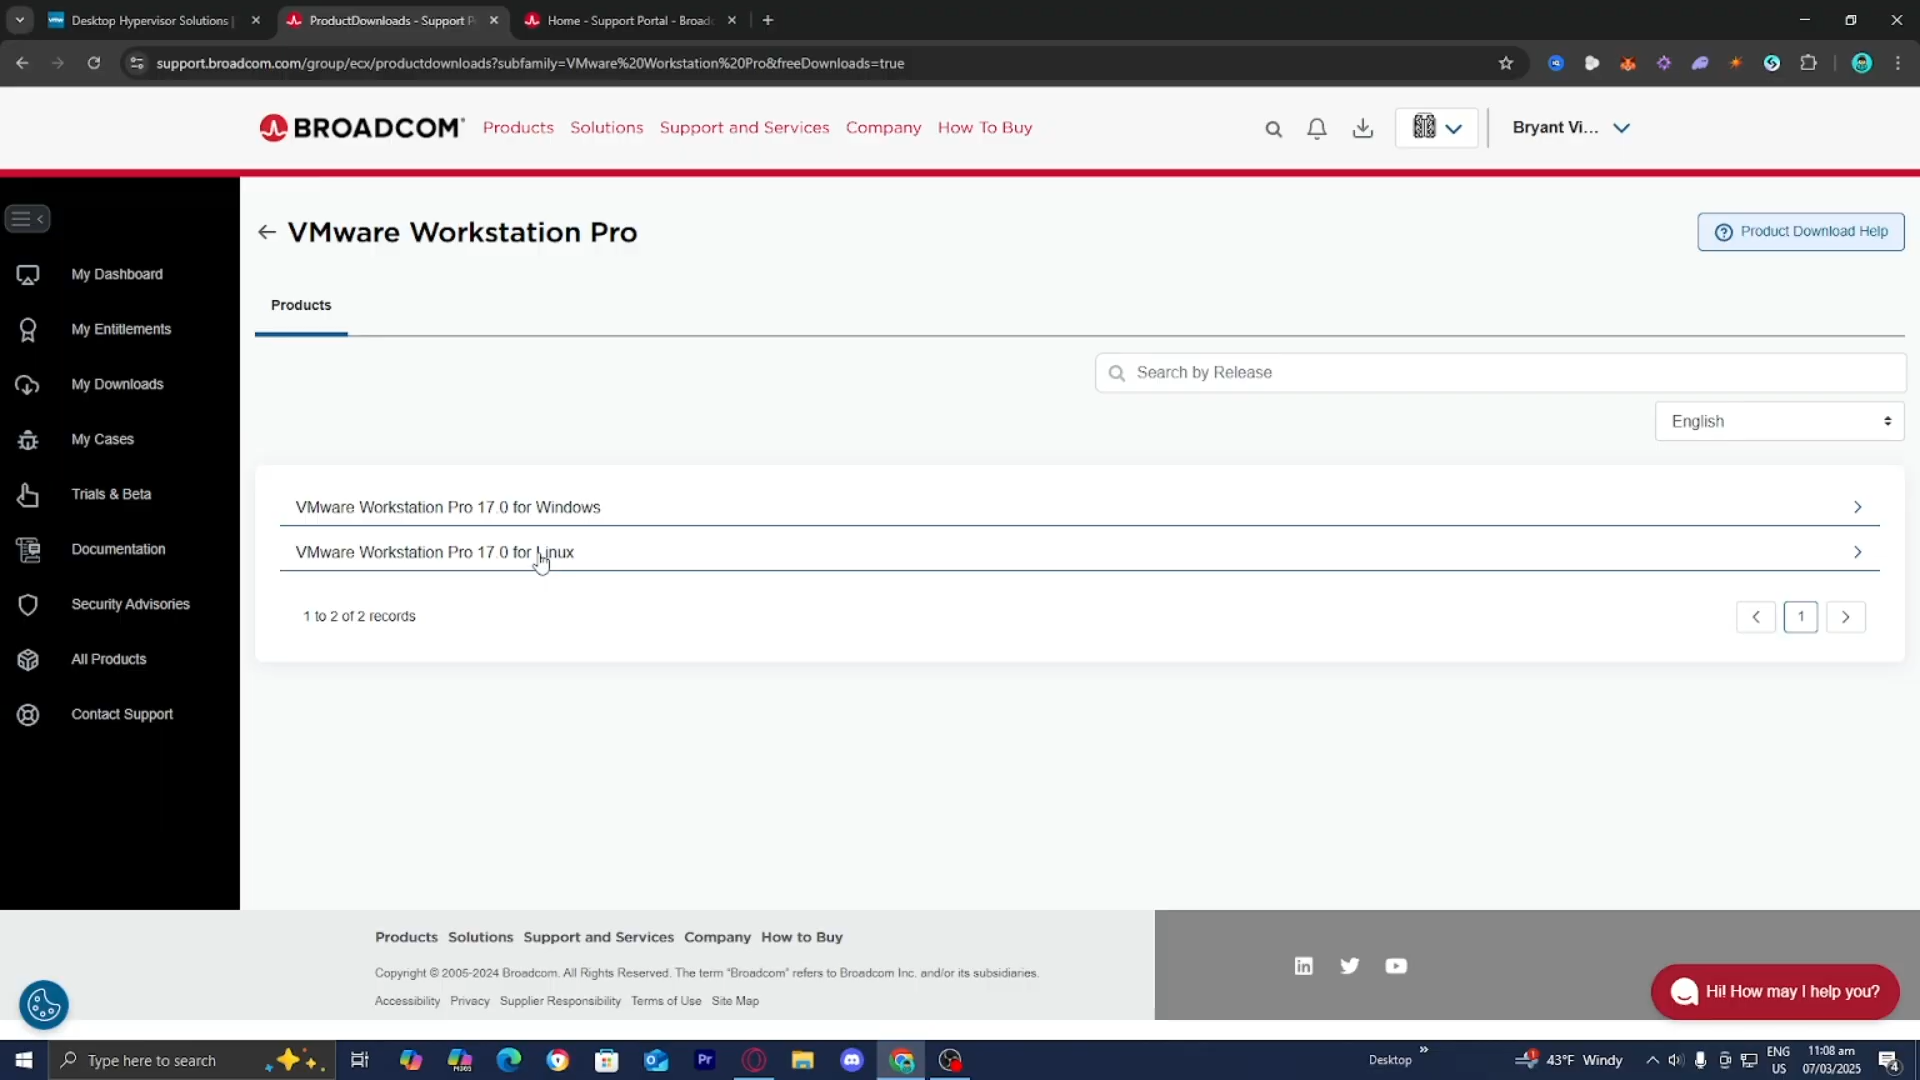 Desktop Hypervisor Solutions |
ProductDownloads - Support P
Home - Support Portal - Broad
support.broadcom.com/group/ecx/productdownloads?subfamily=VMware%20Workstation%20Pro&freeDownloads=true
BROADCOM
Products Solutions Support and Services Company How To Buy
Bryant Vi...
VMware Workstation Pro
Product Download Help
My Dashboard
My Entitlements
My Downloads
My Cases
Trials & Beta
Documentation
Security Advisories
All Products
Contact Support
Products
Search by Release
English
VMware Workstation Pro 17.0 for Windows
VMware Workstation Pro 17.0 for Linux
1 to 2 of 2 records
1
Products Solutions Support and Services Company How to Buy
Copyright © 2005-2024 Broadcom. All Rights Reserved. The term “Broadcom” refers to Broadcom Inc. and/or its subsidiaries.
Accessibility Privacy Supplier Responsibility Terms of Use Site Map
Hi! How may I help you?
Type here to search
Pr
Desktop
43°F Windy
ENG
US
11:08 am
07/03/2025
4